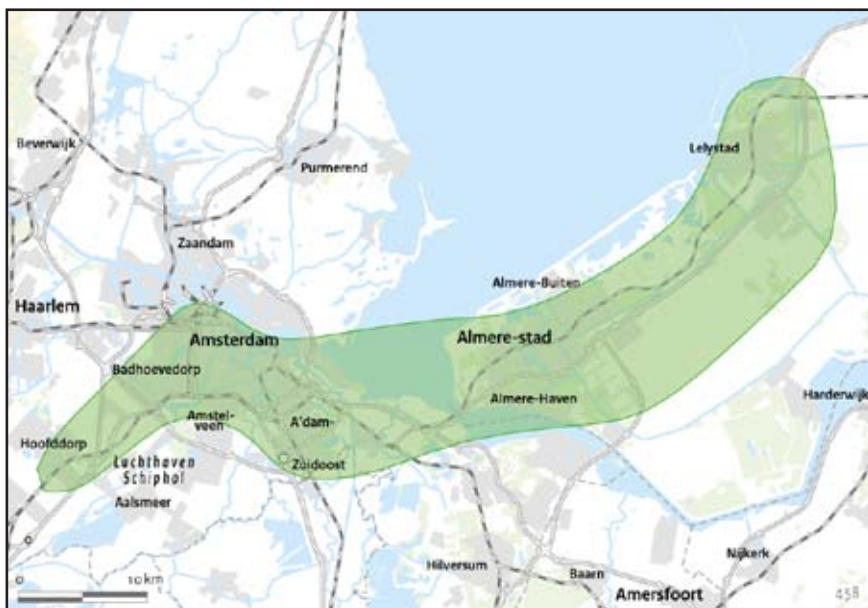 Beverwijk
Purmerend
Lelystad
Zaandam
Almere-Buiten
Haarlem
Amsterdam
Almere-stad
Badhoevedorp
Almere-Haven
Harderwijk
Amstel-
veen
A'dam-
Zuidoost
Hoofddorp
Luchthaven
Schiphol
Aalsmeer
Nijkerk
Hilversum
Baarn
Amersfoort
0 10 km
458